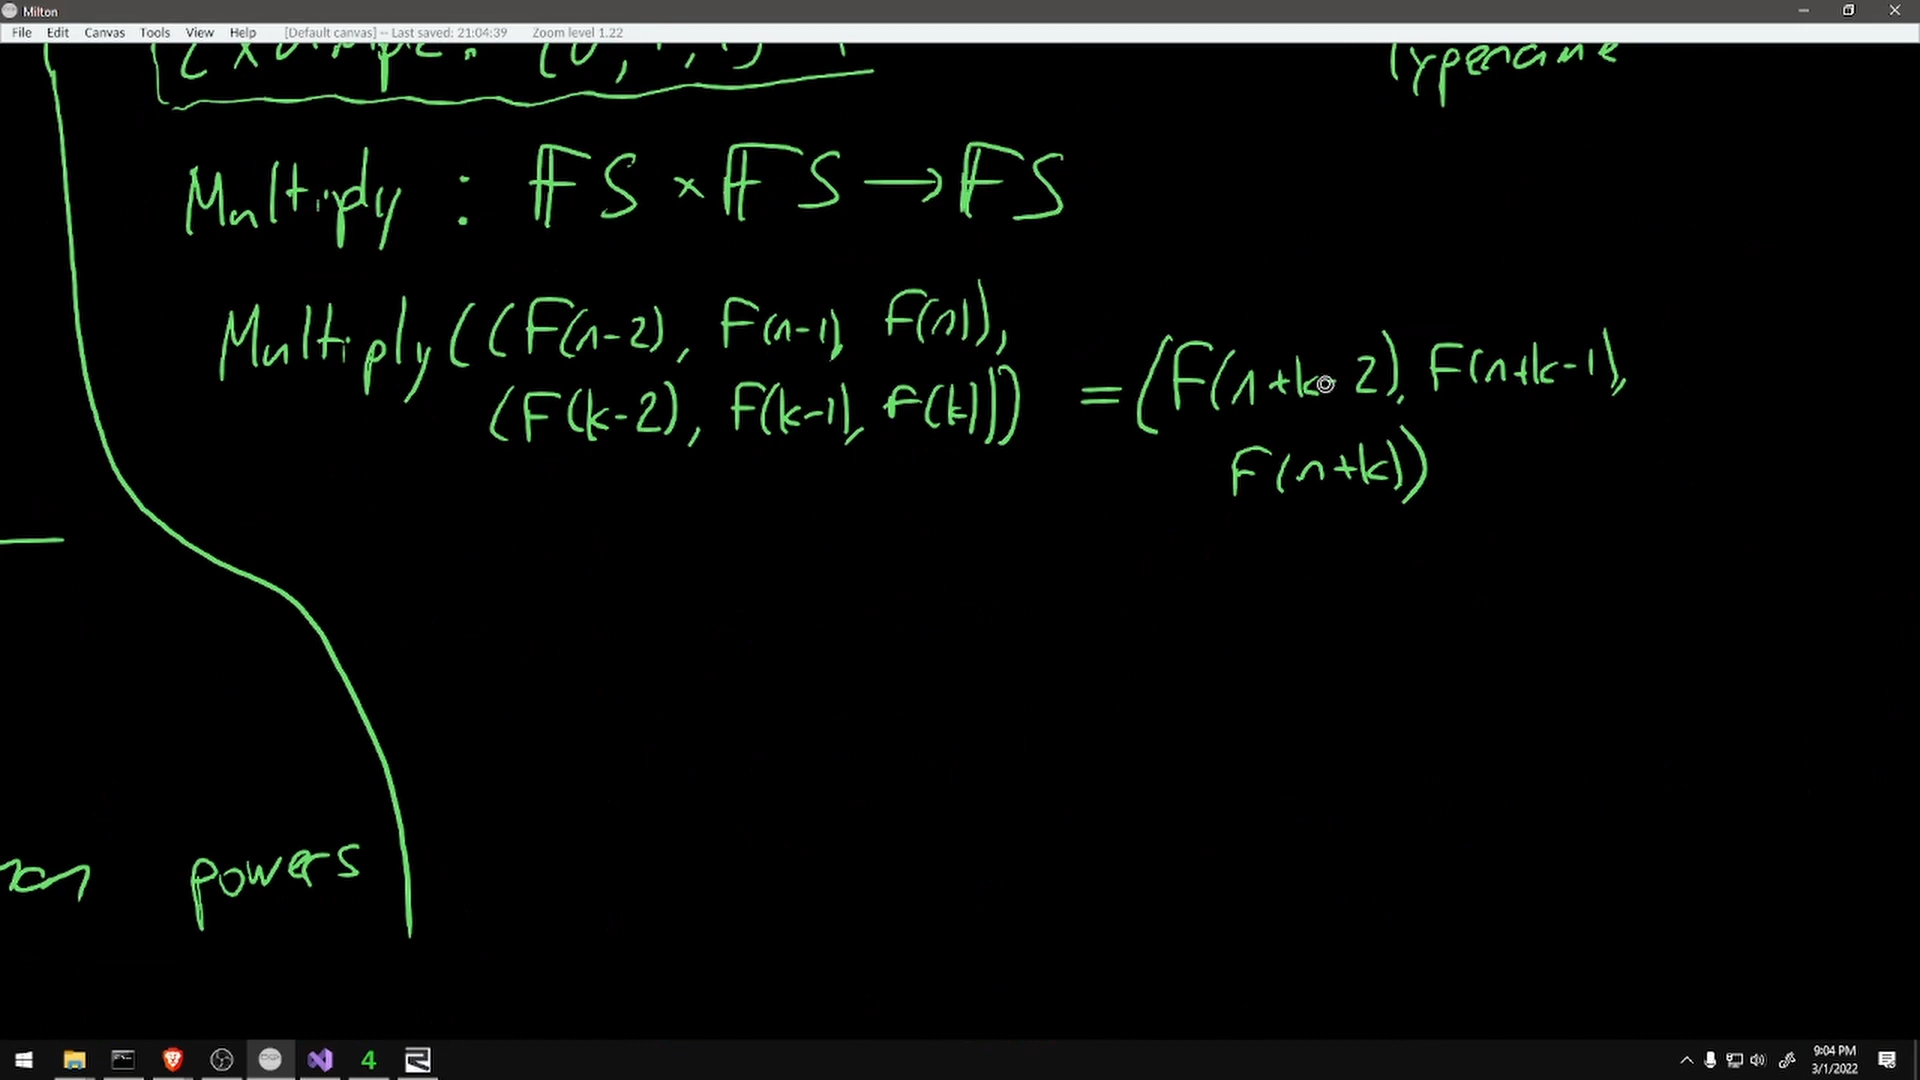 Milton
File Edit Canvas Tools View Help [Default canvas] -- Last saved: 21:04:39 Zoom level 1.22
Typename
Multiply : 𝔽S × 𝔽S → 𝔽S
Multiply((F(n-2), F(n-1) F(n)),
(F(k-2), F(k-1), F(k)))
= (F(n+k-2), F(n+k-1),
F(n+k))
powers
4
9:04 PM
3/1/2022